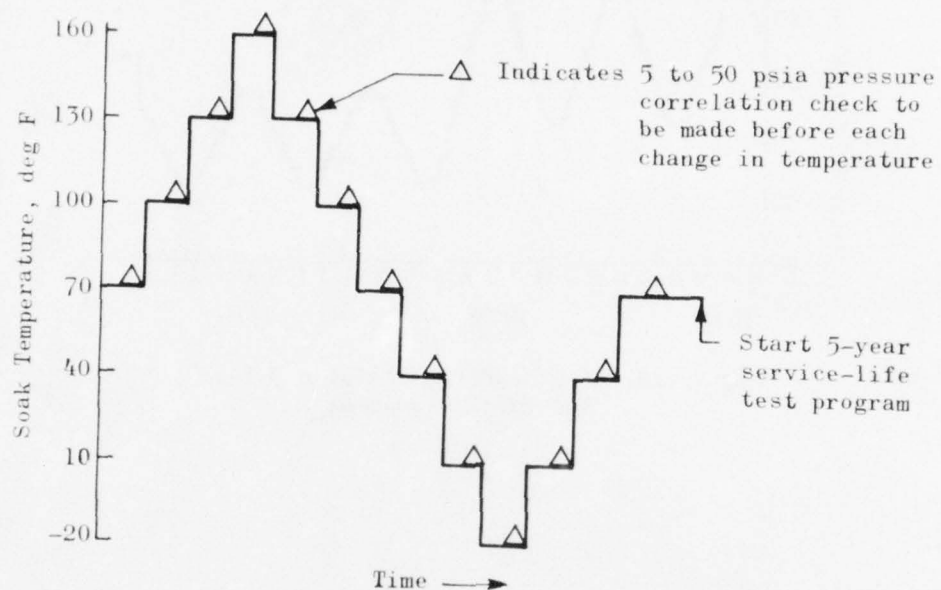 160
130
100
70
40
10
-20
Soak Temperature, deg F
Indicates 5 to 50 psia pressure
correlation check to
be made before each
change in temperature
Start 5-year
service-life
test program
Time